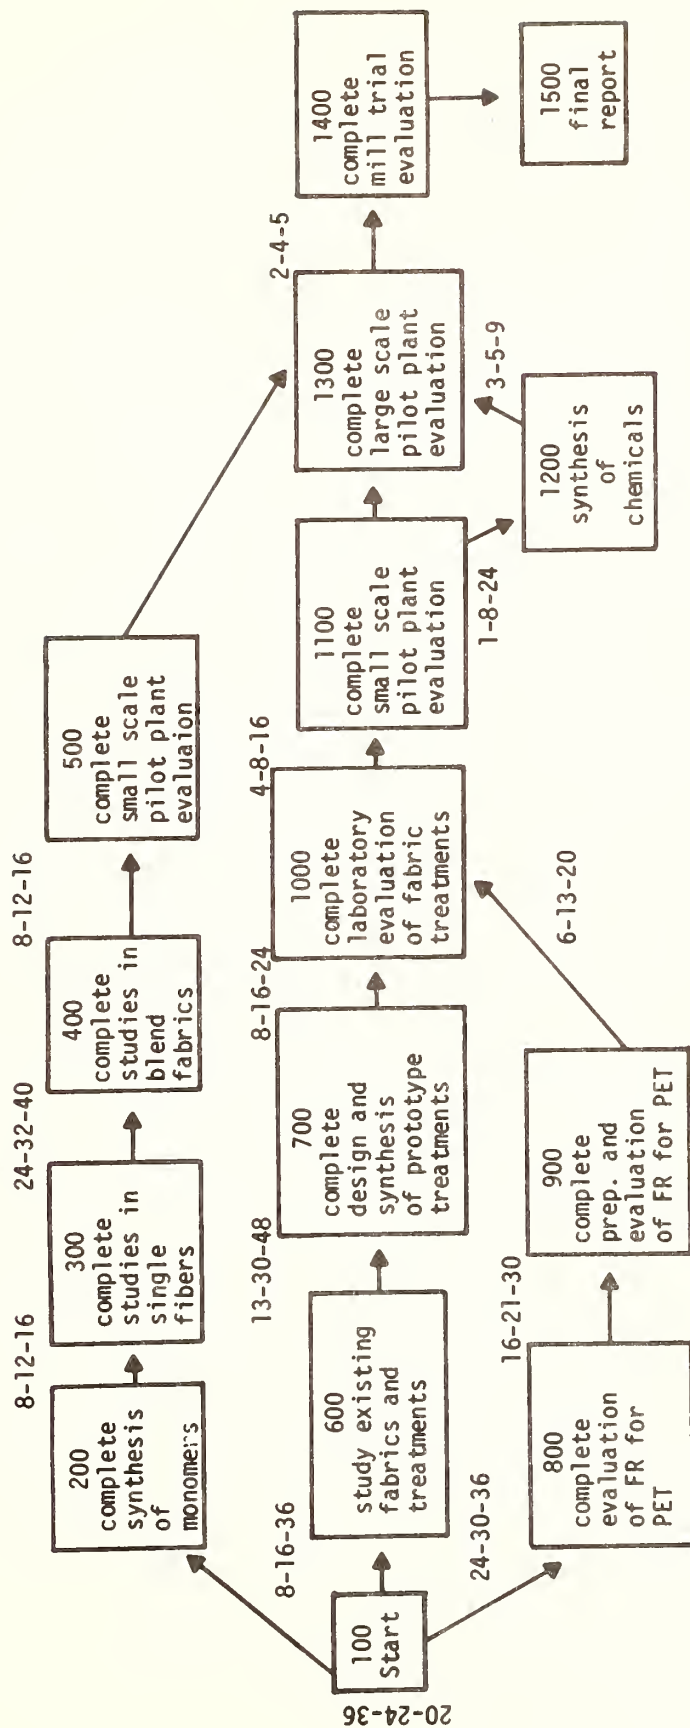 20-24-36
100
Start
8-12-16
200
complete
synthesis
of
monomers
24-32-40
300
complete
studies in
single
fibers
8-12-16
400
complete
studies in
blend
fabrics
500
complete
small scale
pilot plant
evaluaion
8-16-36
600
study existing
fabrics and
treatments
13-30-48
700
complete
design and
synthesis
of prototype
treatments
8-16-24
1000
complete
laboratory
evaluation
of fabric
treatments
4-8-16
1100
complete
small scale
pilot plant
evaluation
1300
complete
large scale
pilot plant
evaluation
2-4-5
1400
complete
mill trial
evaluation
1500
final
report
24-30-36
800
complete
evaluation
of FR for
PET
16-21-30
900
complete
prep. and
evaluation
of FR for PET
6-13-20
1-8-24
1200
synthesis
of
chemicals
3-5-9